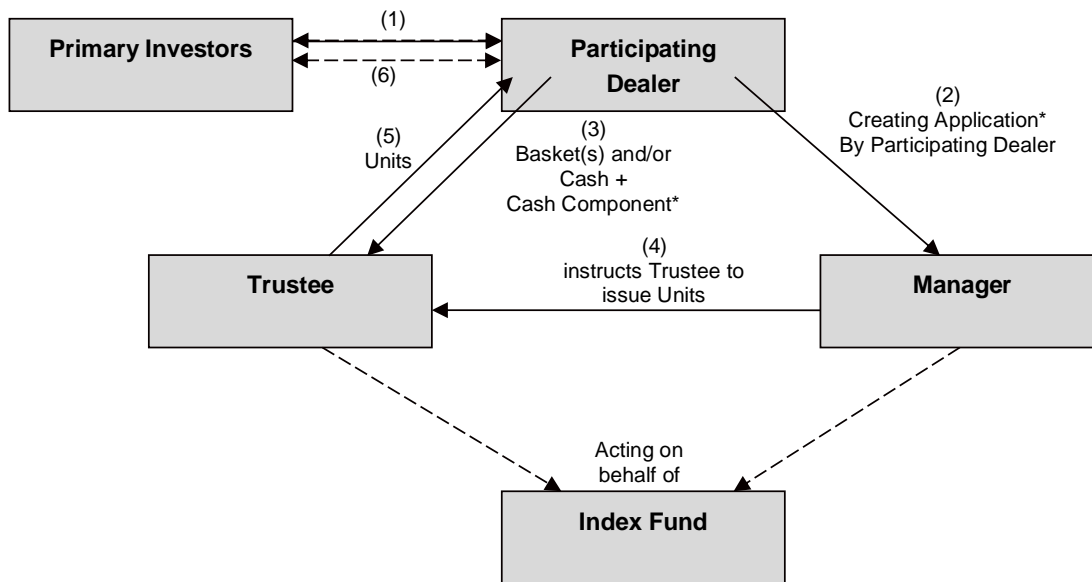 Primary Investors
(1)
(6)
Participating
Dealer
(2)
Creating Application*
By Participating Dealer
(5)
Units
(3)
Basket(s) and/or
Cash +
Cash Component*
Trustee
(4)
instructs Trustee to
issue Units
Manager
Acting on
behalf of
Index Fund